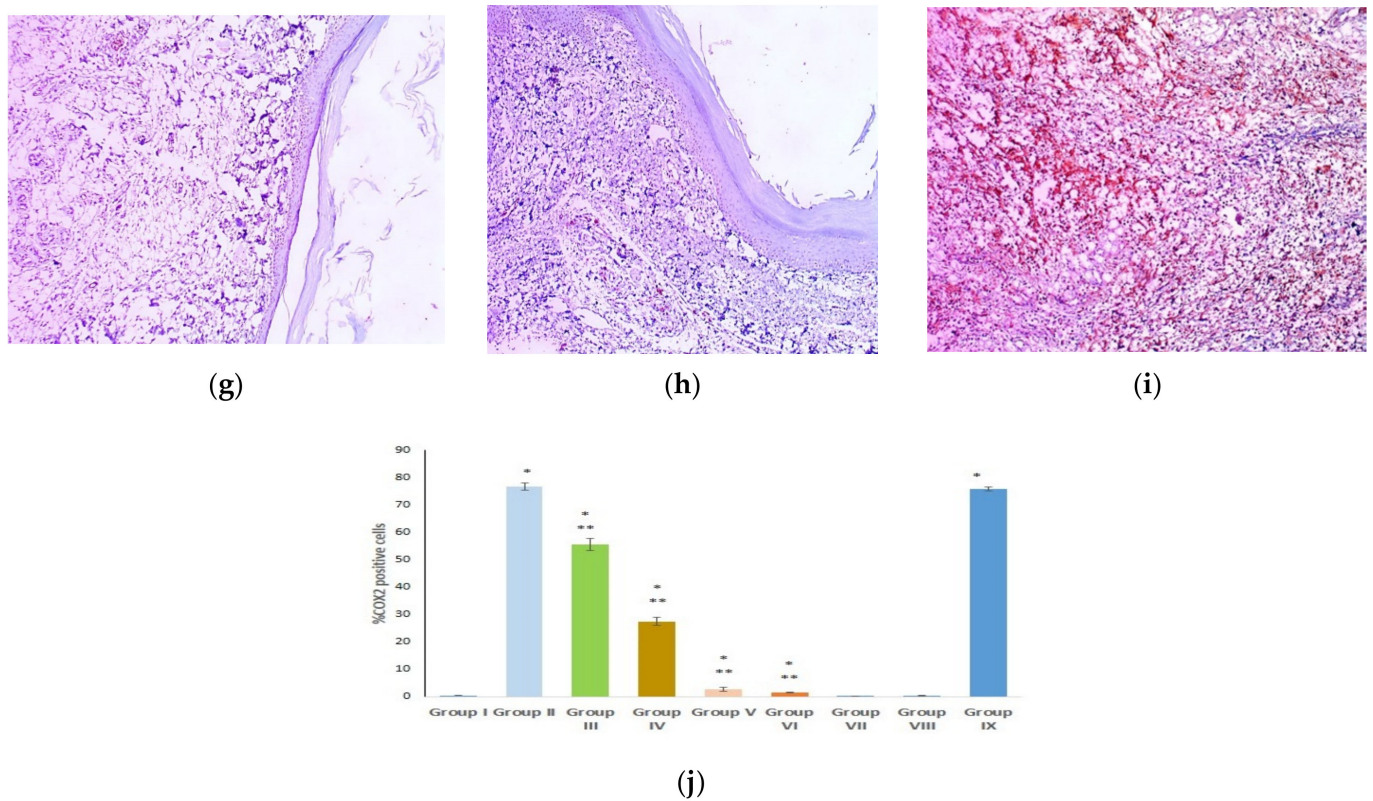 (g)
(h)
(i)
90
80
70
60
50
40
30
20
10
0
%COX2 positive cells
*
*
**
*
**
*
**
*
**
*
Group I
Group II
Group
III
Group
IV
Group V
Group
VI
Group
VII
Group
VIII
Group
IX
(j)